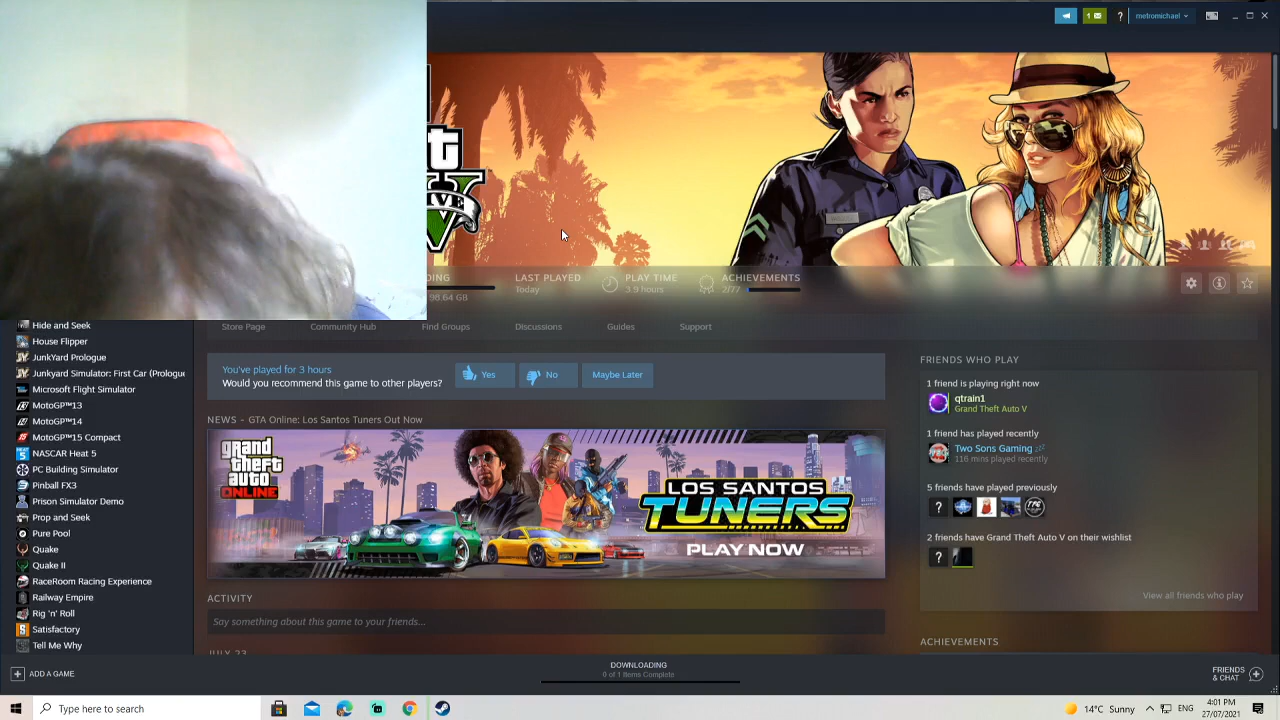 1
?
metromichael
t
IVE
V
WOODS
DING
98.64 GB
LAST PLAYED
Today
PLAY TIME
3.9 hours
ACHIEVEMENTS
2/77
Store Page
Community Hub
Find Groups
Discussions
Guides
Support
Hide and Seek
House Flipper
JunkYard Prologue
Junkyard Simulator: First Car (Prologue
Microsoft Flight Simulator
MotoGP™13
MotoGP™14
MotoGP™15 Compact
NASCAR Heat 5
PC Building Simulator
Pinball FX3
Prison Simulator Demo
Prop and Seek
Pure Pool
Quake
Quake II
RaceRoom Racing Experience
Railway Empire
Rig 'n' Roll
Satisfactory
Tell Me Why
You've played for 3 hours
Would you recommend this game to other players?
Yes
No
Maybe Later
NEWS - GTA Online: Los Santos Tuners Out Now
grand
theft
auto
ONLINE
LOS SANTOS
TUNERS
PLAY NOW
ACTIVITY
Say something about this game to your friends...
JULY 23
FRIENDS WHO PLAY
1 friend is playing right now
qtrain1
Grand Theft Auto V
1 friend has played recently
Two Sons Gaming
116 mins played recently
5 friends have played previously
?
2 friends have Grand Theft Auto V on their wishlist
?
View all friends who play
ACHIEVEMENTS
ADD A GAME
DOWNLOADING
0 of 1 Items Complete
FRIENDS
& CHAT
Type here to search
14°C Sunny
ENG
4:01 PM
27/07/2021